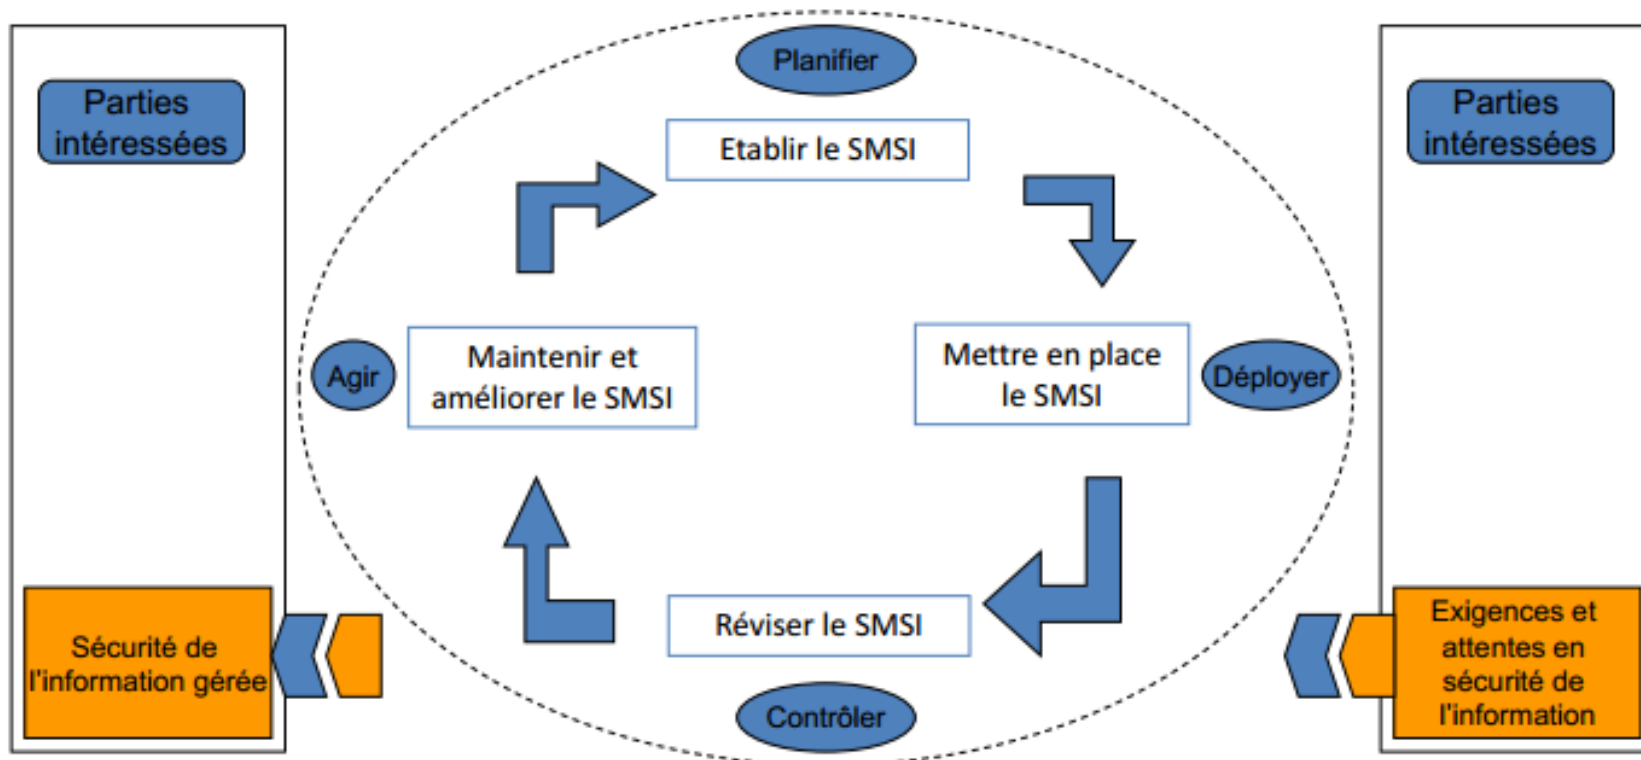 Planifier
Parties
intéressées
Etablir le SMSI
Parties
intéressées
Agir
Maintenir et
améliorer le SMSI
Mettre en place
le SMSI
Déployer
Sécurité de
l'information gérée
Réviser le SMSI
Exigences et
attentes en
sécurité de
l'information
Contrôler